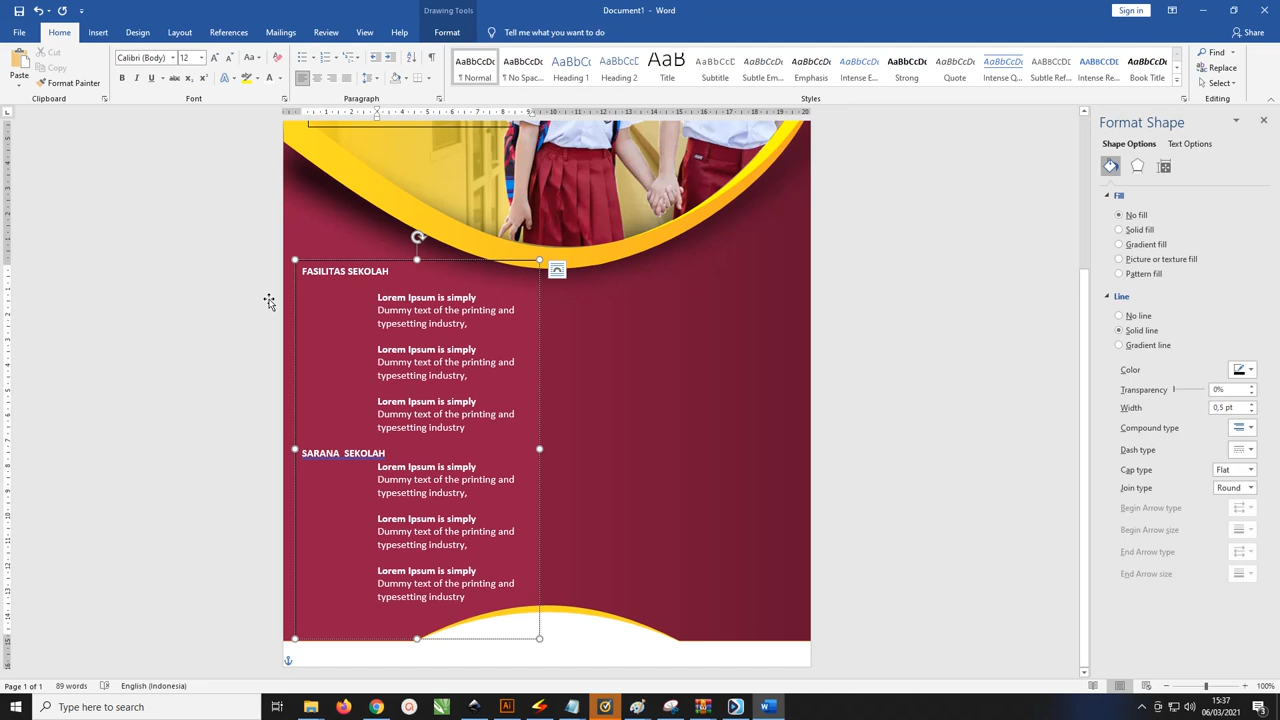 Drawing Tools
Document1 - Word
Sign in
File
Home
Insert
Design
Layout
References
Mailings
Review
View
Help
Format
Tell me what you want to do
Share
Paste
Cut
Copy
Format Painter
Clipboard
Calibri (Body)
12
Font
Paragraph
AaBbCcDc
¶ Normal
AaBbCcDc
¶ No Spac...
AaBbC
Heading 1
AaBbCc
Heading 2
AaB
Title
AaBbCcD
Subtitle
AaBbCcDt
Subtle Em...
AaBbCcDt
Emphasis
AaBbCcDt
Intense E...
AaBbCcDc
Strong
AaBbCcDt
Quote
AaBbCcDt
Intense Q...
AaBbCcDt
Subtle Ref...
AaBbCcDt
Intense Re...
AaBbCcDt
Book Title
Styles
Find
Replace
Select
Editing
FASILITAS SEKOLAH
Lorem Ipsum is simply
Dummy text of the printing and
typesetting industry,
Lorem Ipsum is simply
Dummy text of the printing and
typesetting industry,
Lorem Ipsum is simply
Dummy text of the printing and
typesetting industry
SARANA SEKOLAH
Lorem Ipsum is simply
Dummy text of the printing and
typesetting industry,
Lorem Ipsum is simply
Dummy text of the printing and
typesetting industry,
Lorem Ipsum is simply
Dummy text of the printing and
typesetting industry
Format Shape
Shape Options
Text Options
Fill
No fill
Solid fill
Gradient fill
Picture or texture fill
Pattern fill
Line
No line
Solid line
Gradient line
Color
Transparency
0%
Width
0,5 pt
Compound type
Dash type
Cap type
Flat
Join type
Round
Begin Arrow type
Begin Arrow size
End Arrow type
End Arrow size
Page 1 of 1
89 words
English (Indonesia)
100%
Type here to search
15:37
06/03/2021